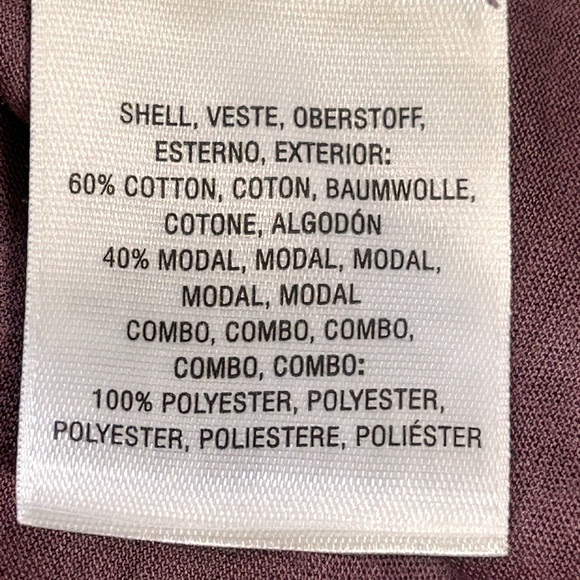 SHELL, VESTE, OBERSTOFF,
ESTERNO, EXTERIOR:
60% COTTON, COTON, BAUMWOLLE,
COTONE, ALGODÓN
40% MODAL, MODAL, MODAL,
MODAL, MODAL
COMBO, COMBO, COMBO,
COMBO, COMBO:
100% POLYESTER, POLYESTER,
POLYESTER, POLIESTERE, POLIÉSTER